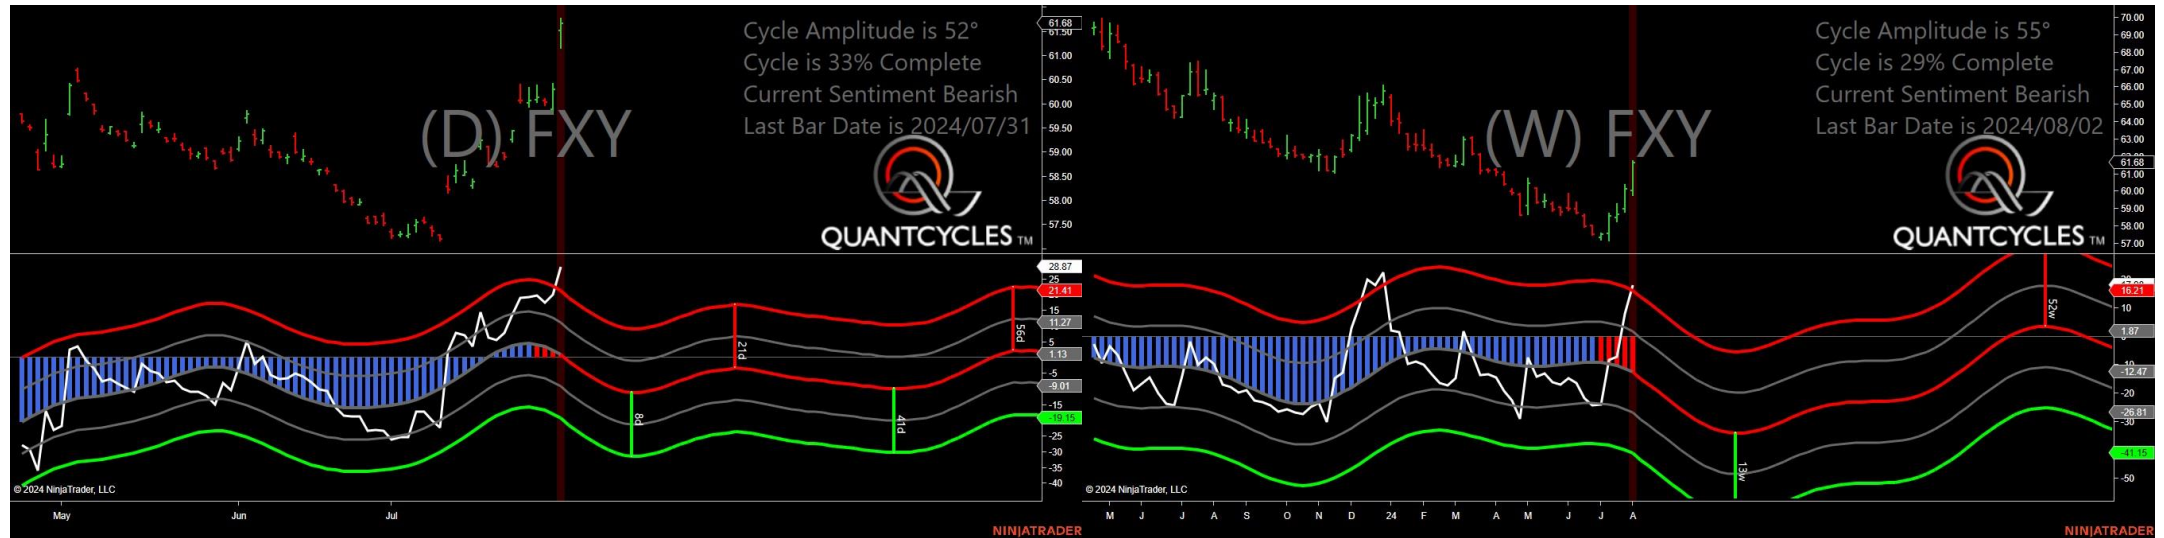 Cycle Amplitude is 52°
Cycle is 33% Complete
Current Sentiment Bearish
Last Bar Date is 2024/07/31
(D) FXY
QUANTCYCLES TM
61.68
61.50
61.00
60.50
60.00
59.50
59.00
58.50
58.00
57.50
28.87
25
21.41
15
11.27
5
1.13
-5
-9.01
-15
-19.15
-25
-30
-35
-40
8d
21d
41d
56d
© 2024 NinjaTrader, LLC
May
Jun
Jul
NINJATRADER
Cycle Amplitude is 55°
Cycle is 29% Complete
Current Sentiment Bearish
Last Bar Date is 2024/08/02
(W) FXY
QUANTCYCLES TM
70.00
69.00
68.00
67.00
66.00
65.00
64.00
63.00
61.68
61.00
60.00
59.00
58.00
57.00
16.21
10
1.87
-10
-12.47
-20
-26.81
-30
-41.15
-50
13w
52w
© 2024 NinjaTrader, LLC
M J J A S O N D 24 F M A M J J A
NINJATRADER